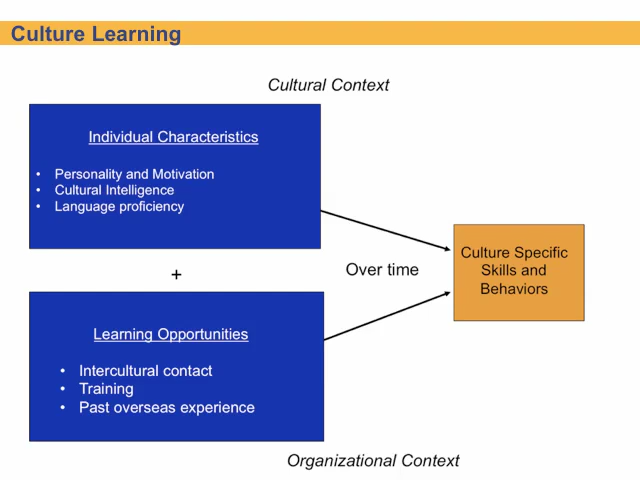 Culture Learning
Cultural Context
Individual Characteristics
• Personality and Motivation
• Cultural Intelligence
• Language proficiency
+
Over time
Culture Specific
Skills and
Behaviors
Learning Opportunities
• Intercultural contact
• Training
• Past overseas experience
Organizational Context